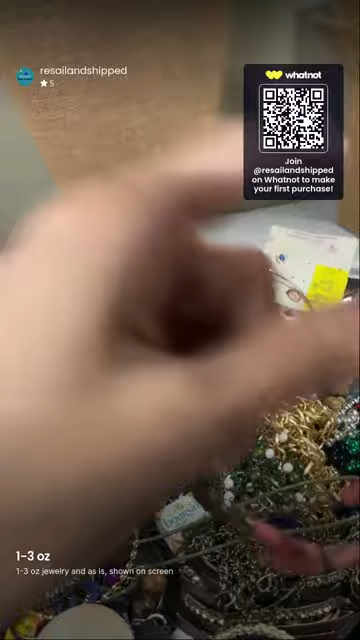 resailandshipped
★ 5
whatnot
Join
@resailandshipped
on Whatnot to make
your first purchase!
1-3 oz
1-3 oz jewelry and as is, shown on screen